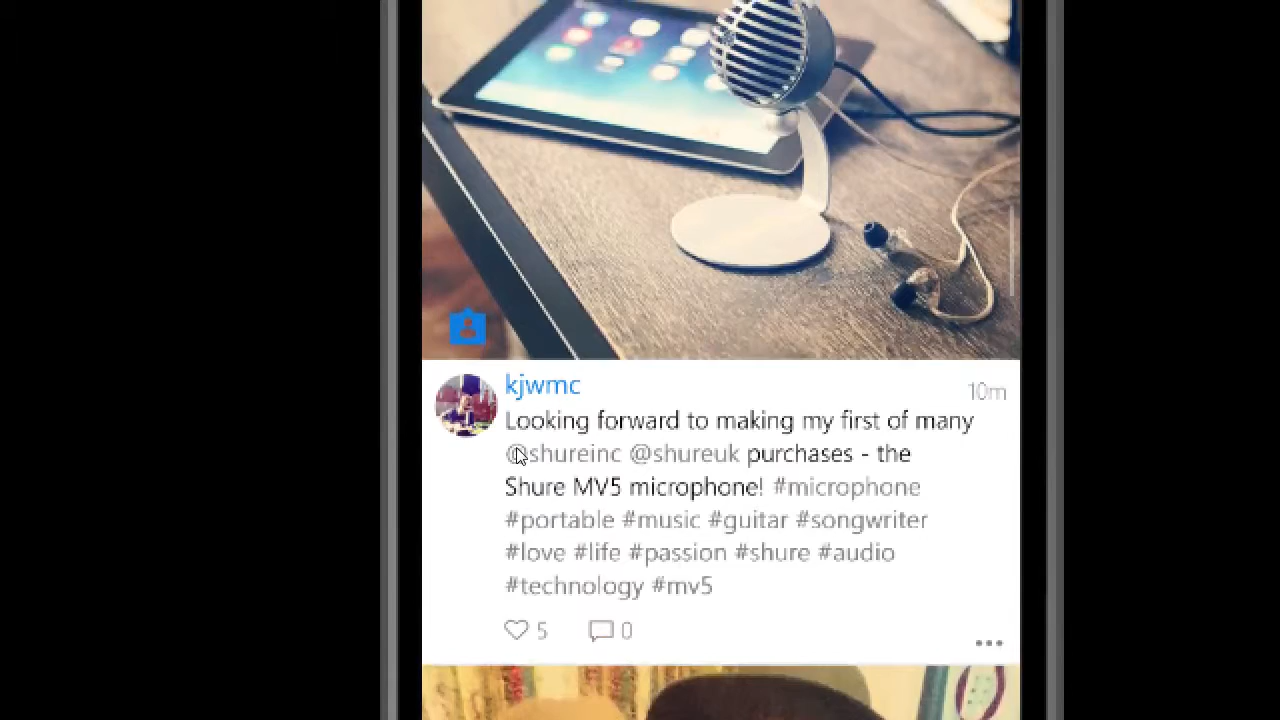 kjwmc
10m
Looking forward to making my first of many
@shureinc @shureuk purchases - the
Shure MV5 microphone! #microphone
#portable #music #guitar #songwriter
#love #life #passion #shure #audio
#technology #mv5
5 0